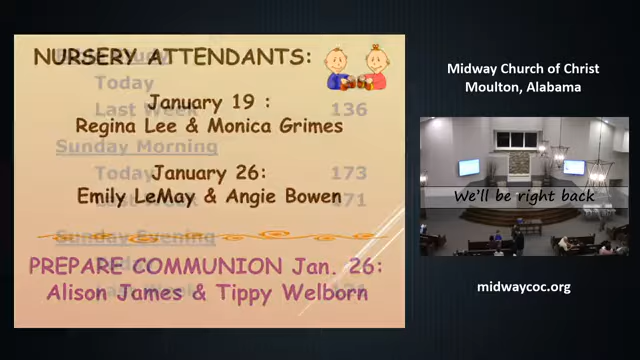 NURSERY ATTENDANTS:
Today
January 19 :
Last Week 136
Regina Lee & Monica Grimes
Sunday Morning
January 26:
Today 173
Emily LeMay & Angie Bowen
Sunday Evening
PREPARE COMMUNION Jan. 26:
Alison James & Tippy Welborn
Midway Church of Christ
Moulton, Alabama
We'll be right back
midwaycoc.org